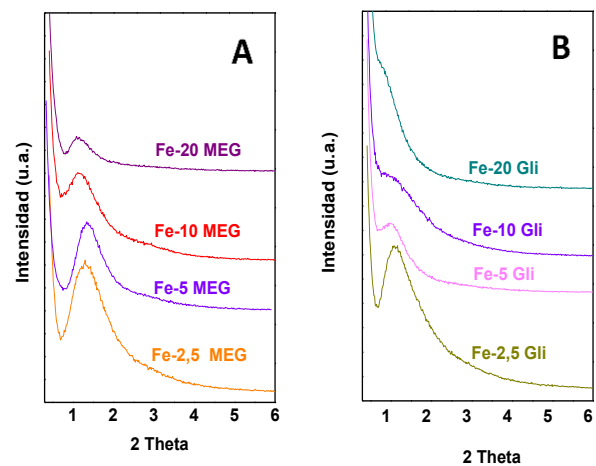 A
Intensidad (u.a.)
Fe-20 MEG
Fe-10 MEG
Fe-5 MEG
Fe-2,5 MEG
1 2 3 4 5 6
2 Theta
B
Intensidad (u.a.)
Fe-20 Gli
Fe-10 Gli
Fe-5 Gli
Fe-2,5 Gli
1 2 3 4 5 6
2 Theta